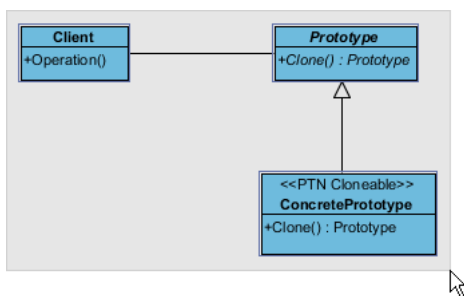 Client
+Operation()
Prototype
+Clone() : Prototype
<<PTN Cloneable>>
ConcretePrototype
+Clone() : Prototype